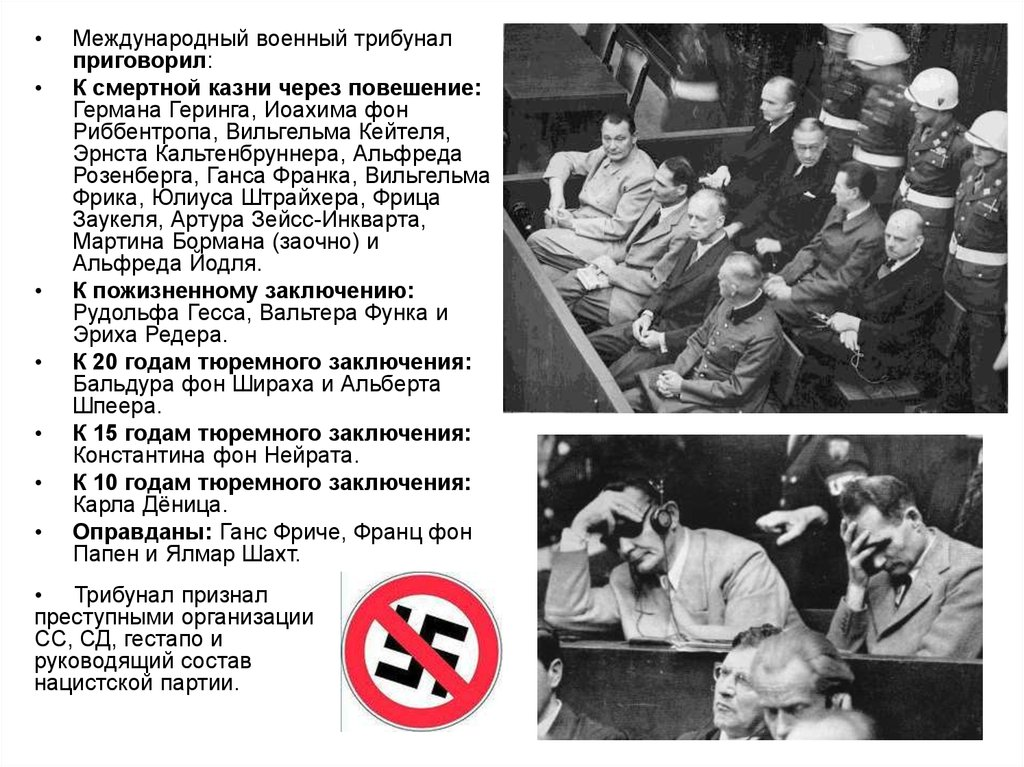 • Международный военный трибунал
приговорил:
• К смертной казни через повешение:
Германа Геринга, Иоахима фон
Риббентропа, Вильгельма Кейтеля,
Эрнста Кальтенбруннера, Альфреда
Розенберга, Ганса Франка, Вильгельма
Фрика, Юлиуса Штрайхера, Фрица
Заукеля, Артура Зейсс-Инкварта,
Мартина Бормана (заочно) и
Альфреда Йодля.
• К пожизненному заключению:
Рудольфа Гесса, Вальтера Функа и
Эриха Редера.
• К 20 годам тюремного заключения:
Бальдура фон Шираха и Альберта
Шпеера.
• К 15 годам тюремного заключения:
Константина фон Нейрата.
• К 10 годам тюремного заключения:
Карла Дёница.
• Оправданы: Ганс Фриче, Франц фон
Папен и Ялмар Шахт.
• Трибунал признал
преступными организации
СС, СД, гестапо и
руководящий состав
нацистской партии.